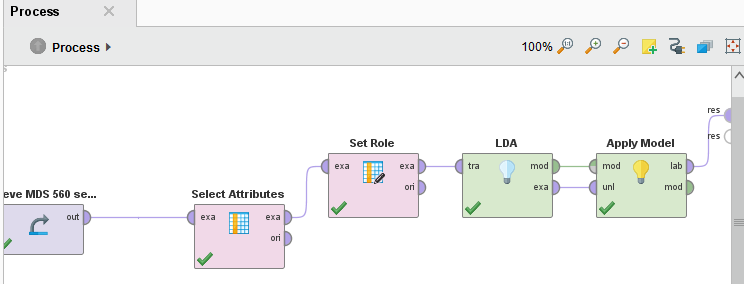 Process
Process
100%
res
res
Set Role
LDA
Apply Model
exa exa
ori
tra mod
exa
mod lab
unl mod
eve MDS 560 se...
out
Select Attributes
exa exa
ori